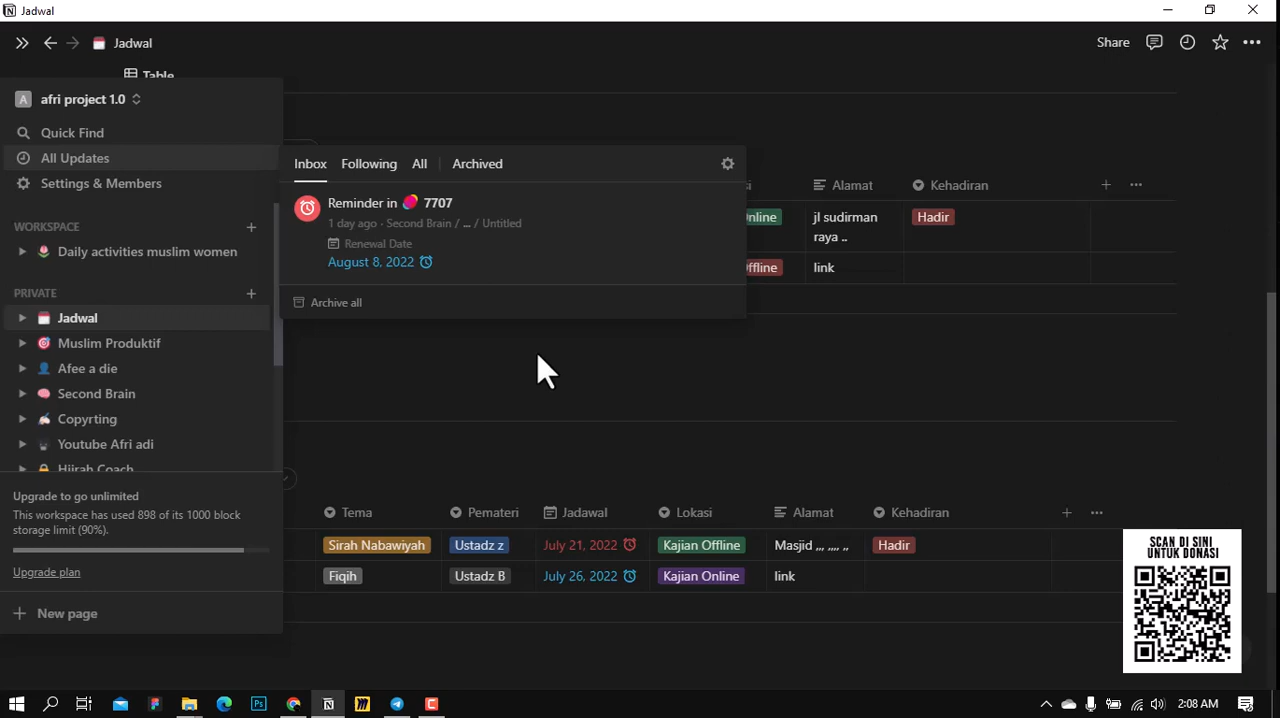 Jadwal
Jadwal
Share
Table
afri project 1.0
Quick Find
All Updates
Settings & Members
WORKSPACE
Daily activities muslim women
PRIVATE
Jadwal
Muslim Produktif
Afee a die
Second Brain
Copyrting
Youtube Afri adi
Hijrah Coach
Upgrade to go unlimited
This workspace has used 898 of its 1000 block
storage limit (90%).
Upgrade plan
New page
Inbox Following All Archived
Reminder in 7707
1 day ago - Second Brain / ... / Untitled
Renewal Date
August 8, 2022
Archive all
Alamat Kehadiran
jl sudirman
raya ..
Hadir
link
Tema Pemateri Jadawal Lokasi Alamat Kehadiran
Sirah Nabawiyah Ustadz z July 21, 2022 Kajian Offline Masjid ,,, ,,,, ,, Hadir
Fiqih Ustadz B July 26, 2022 Kajian Online link
SCAN DI SINI
UNTUK DONASI
2:08 AM